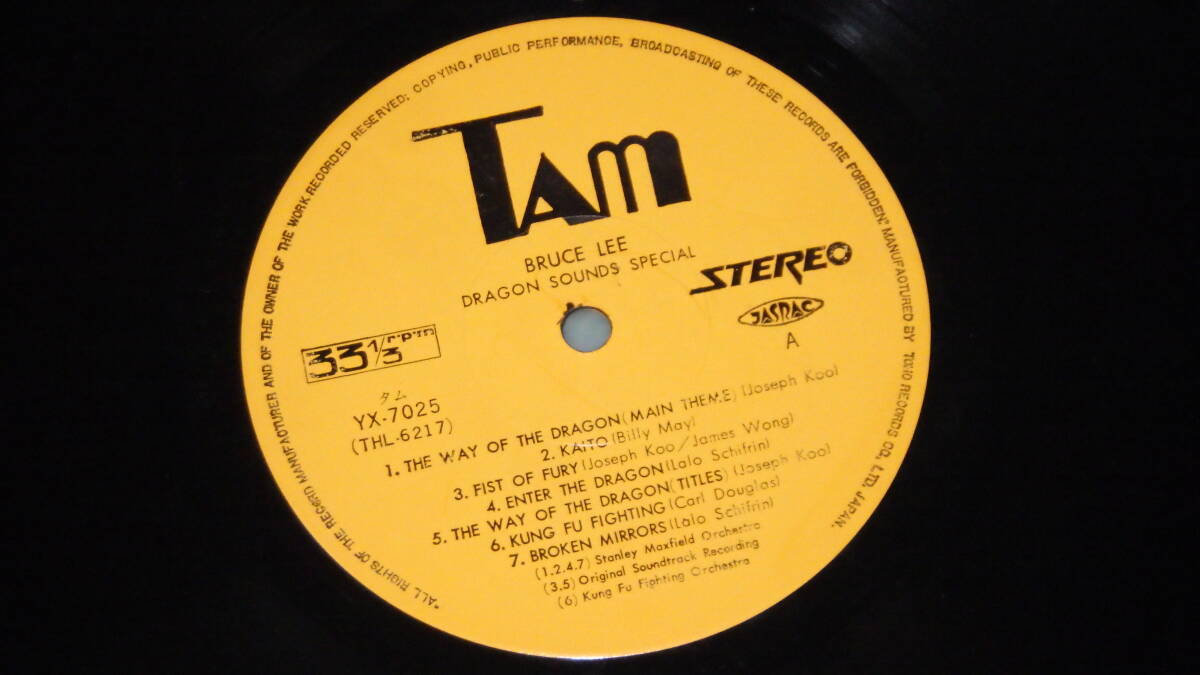 "ALL RIGHTS OF THE RECORD MANUFACTURER AND OF THE OWNER OF THE WORK RECORDED RESERVED: COPYING, PUBLIC PERFORMANCE, BROADCASTING OF THESE RECORDS ARE FORBIDDEN" MANUFACTURED BY TOHO RECORDS CO., LTD. JAPAN.
TAM
BRUCE LEE
DRAGON SOUNDS SPECIAL
STEREO
JASRAC
A
33 1/3 r·p·m
タム
YX-7025
(THL-6217)
1. THE WAY OF THE DRAGON (MAIN THEME) (Joseph Koo)
2. KAITO (Billy May)
3. FIST OF FURY (Joseph Koo/James Wong)
4. ENTER THE DRAGON (Lalo Schifrin)
5. THE WAY OF THE DRAGON (TITLES) (Joseph Koo)
6. KUNG FU FIGHTING (Carl Douglas)
7. BROKEN MIRRORS (Lalo Schifrin)
(1.2.4.7) Stanley Maxfield Orchestra
(3.5) Original Soundtrack Recording
(6) Kung Fu Fighting Orchestra